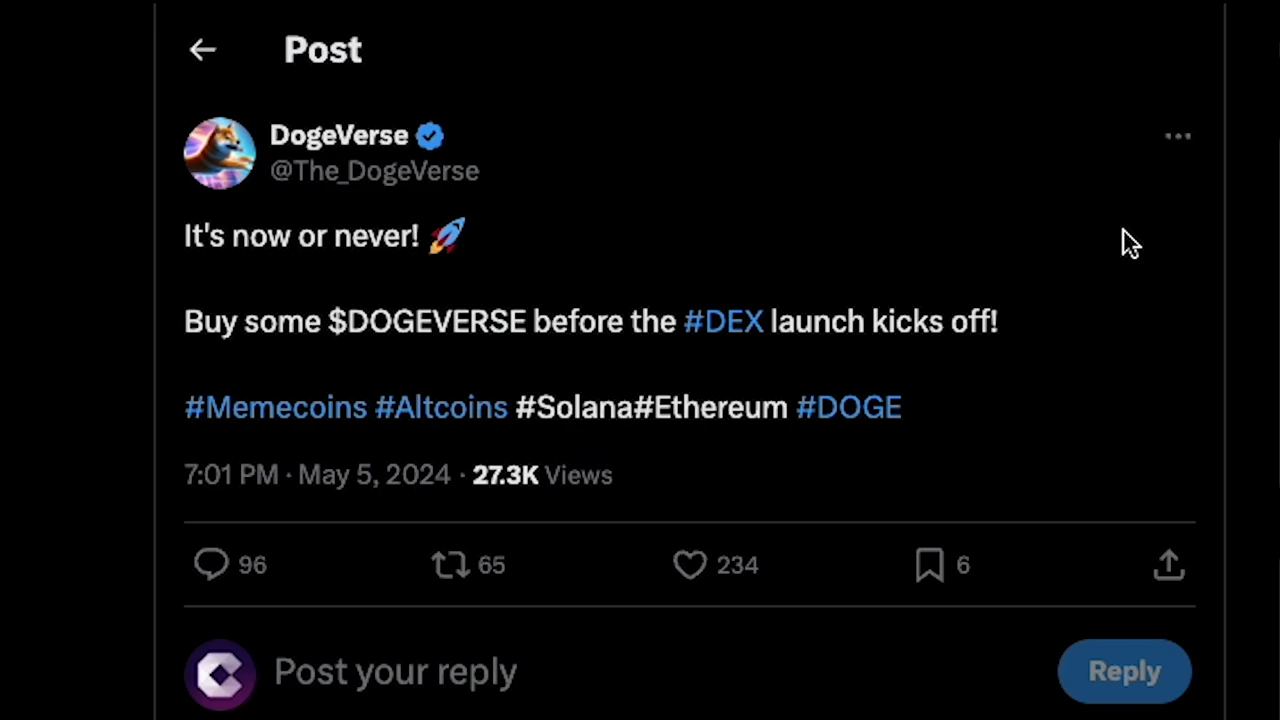 Post
DogeVerse
@The_DogeVerse
It's now or never! 🚀
Buy some $DOGEVERSE before the #DEX launch kicks off!
#Memecoins #Altcoins #Solana#Ethereum #DOGE
7:01 PM · May 5, 2024 · 27.3K Views
96 65 234 6
Post your reply Reply